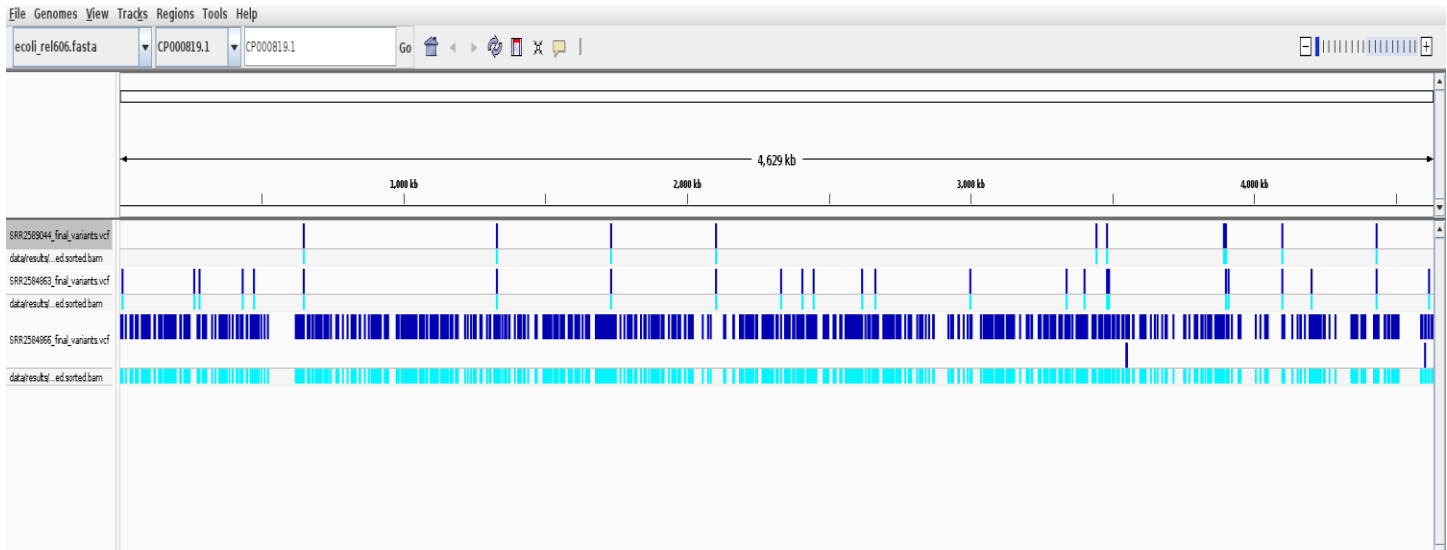 File Genomes View Tracks Regions Tools Help
ecoli_rel606.fasta CP000819.1 CP000819.1 Go
4,629 kb
1,000 kb 2,000 kb 3,000 kb 4,000 kb
SRR2589044_final_variants.vcf
data/results/...ed.sorted.bam
SRR2584863_final_variants.vcf
data/results/...ed.sorted.bam
SRR2584866_final_variants.vcf
data/results/...ed.sorted.bam